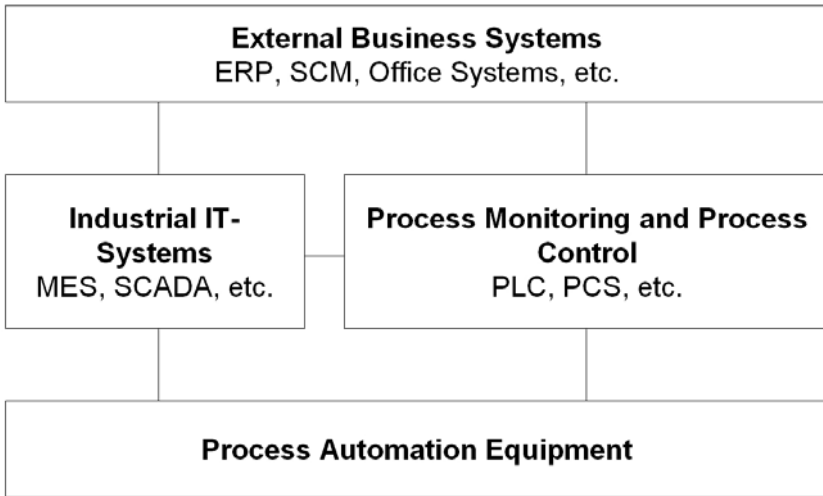 External Business Systems
ERP, SCM, Office Systems, etc.
Industrial IT-
Systems
MES, SCADA, etc.
Process Monitoring and Process
Control
PLC, PCS, etc.
Process Automation Equipment